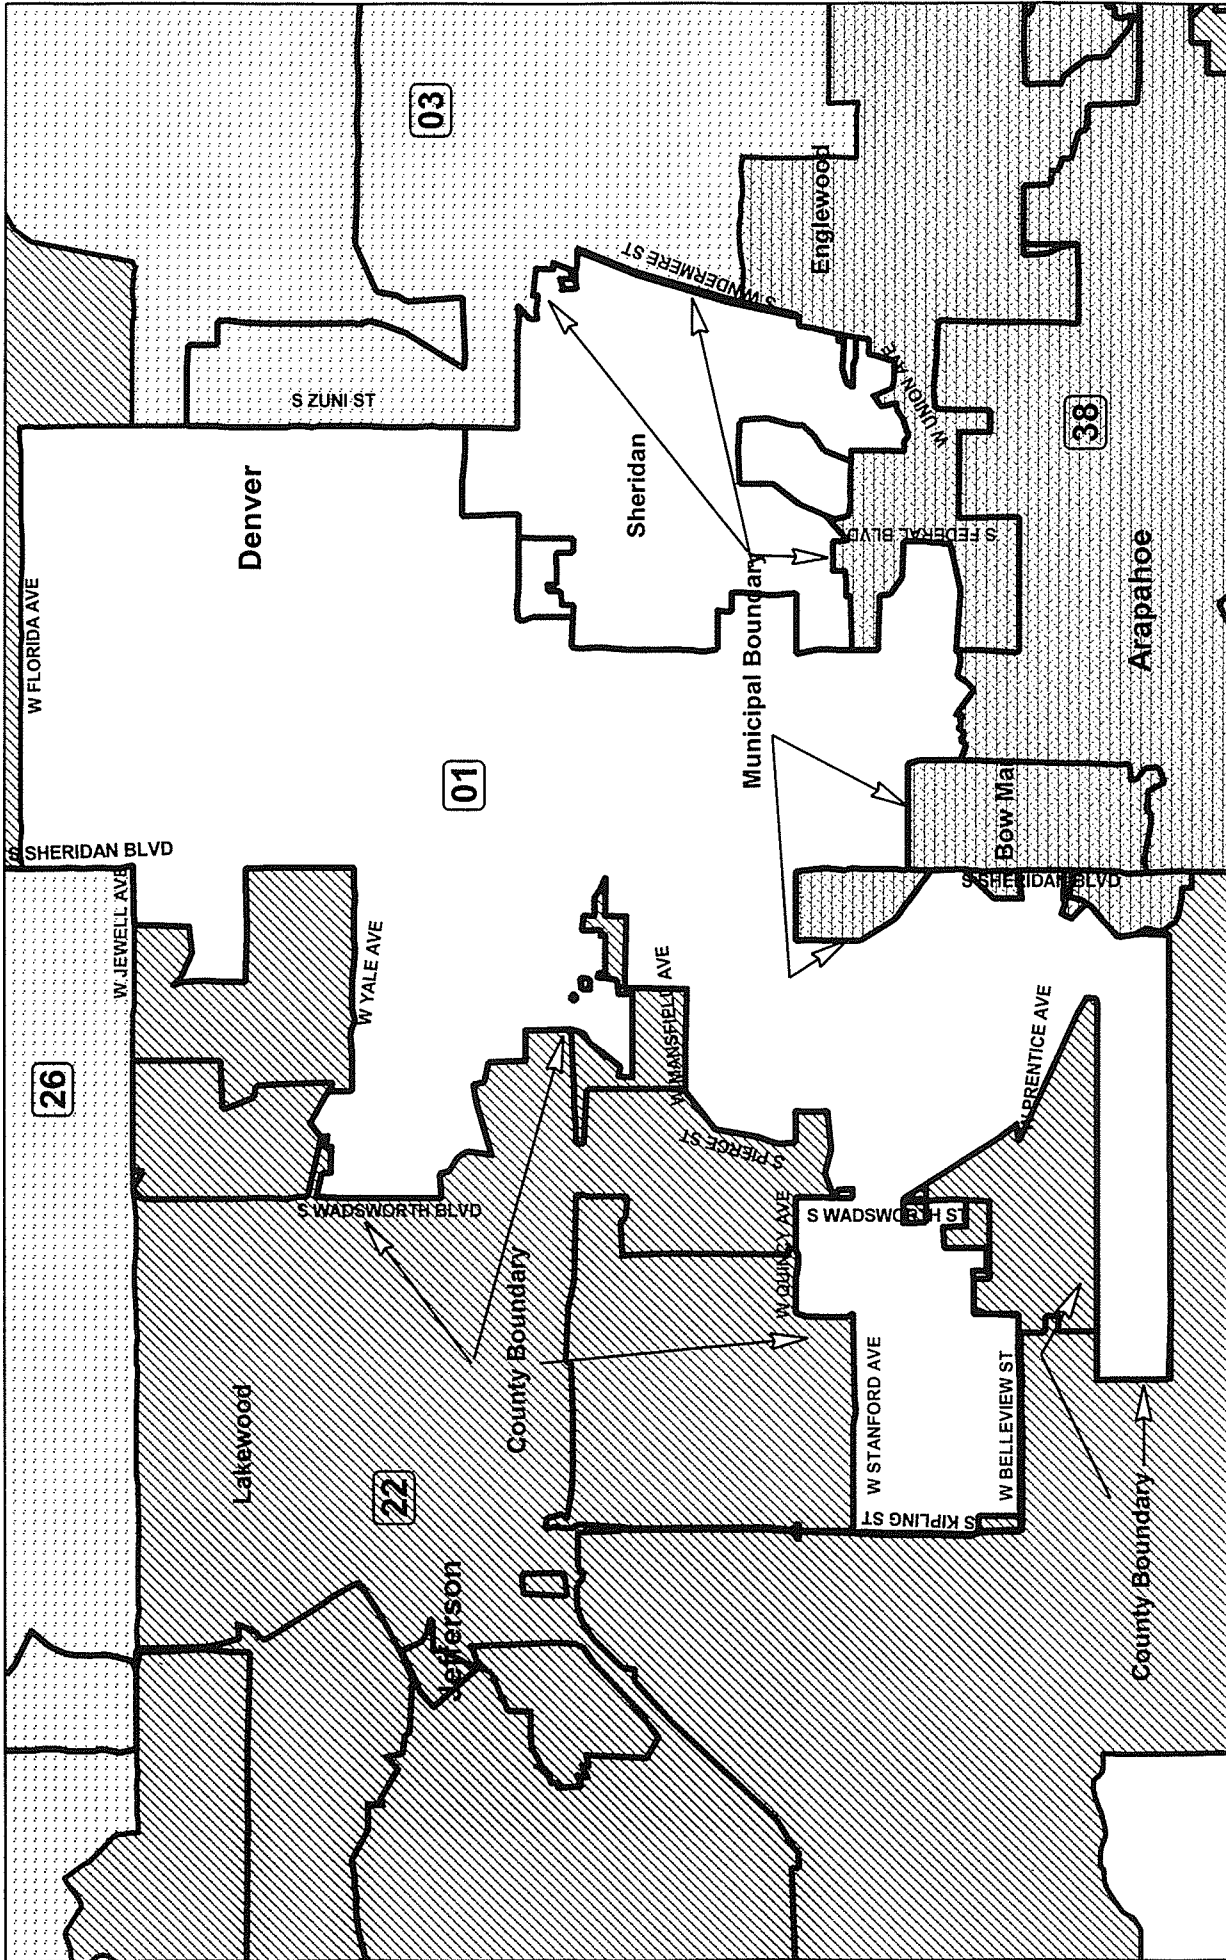 W FLORIDA AVE
S SHERIDAN BLVD
W JEWELL AVE
26
Denver
S ZUNI ST
03
W YALE AVE
Lakewood
22
S WADSWORTH BLVD
01
Jefferson
County Boundary
Sheridan
S WINDERMERE ST
W MANSFIELD AVE
S PIERCE ST
W QUINCY AVE
Municipal Boundary
Englewood
S WADSWORTH ST
W STANFORD AVE
S KIPLING ST
W UNION AVE
S FEDERAL BLVD
Bow Mar
S SHERIDAN BLVD
W PRENTICE AVE
W BELLEVIEW ST
38
Arapahoe
County Boundary